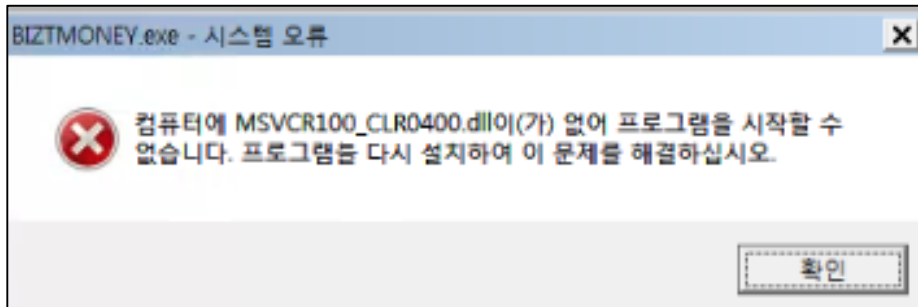 BIZTMONEY.exe - 시스템 오류
컴퓨터에 MSVCR100_CLR0400.dll이(가) 없어 프로그램을 시작할 수
없습니다. 프로그램을 다시 설치하여 이 문제를 해결하십시오.
확인